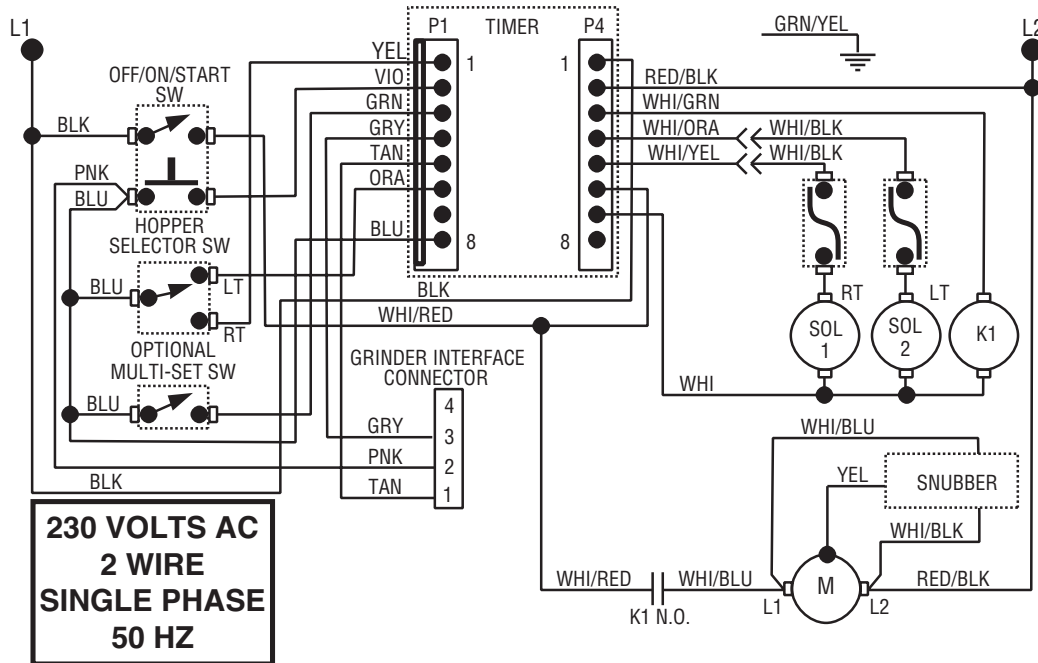 L1
P1 TIMER P4
GRN/YEL
L2
OFF/ON/START
SW
BLK
PNK
BLU
YEL
VIO
GRN
GRY
TAN
ORA
BLU
1
8
1
8
RED/BLK
WHI/GRN
WHI/ORA WHI/BLK
WHI/YEL WHI/BLK
HOPPER
SELECTOR SW
BLU
LT
RT
BLK
WHI/RED
OPTIONAL
MULTI-SET SW
BLU
BLK
GRINDER INTERFACE
CONNECTOR
4
GRY 3
PNK 2
TAN 1
RT
LT
SOL
1
SOL
2
K1
WHI
WHI/BLU
YEL
SNUBBER
WHI/BLK
WHI/RED
K1 N.O.
WHI/BLU
L1
M
L2
RED/BLK
230 VOLTS AC
2 WIRE
SINGLE PHASE
50 HZ